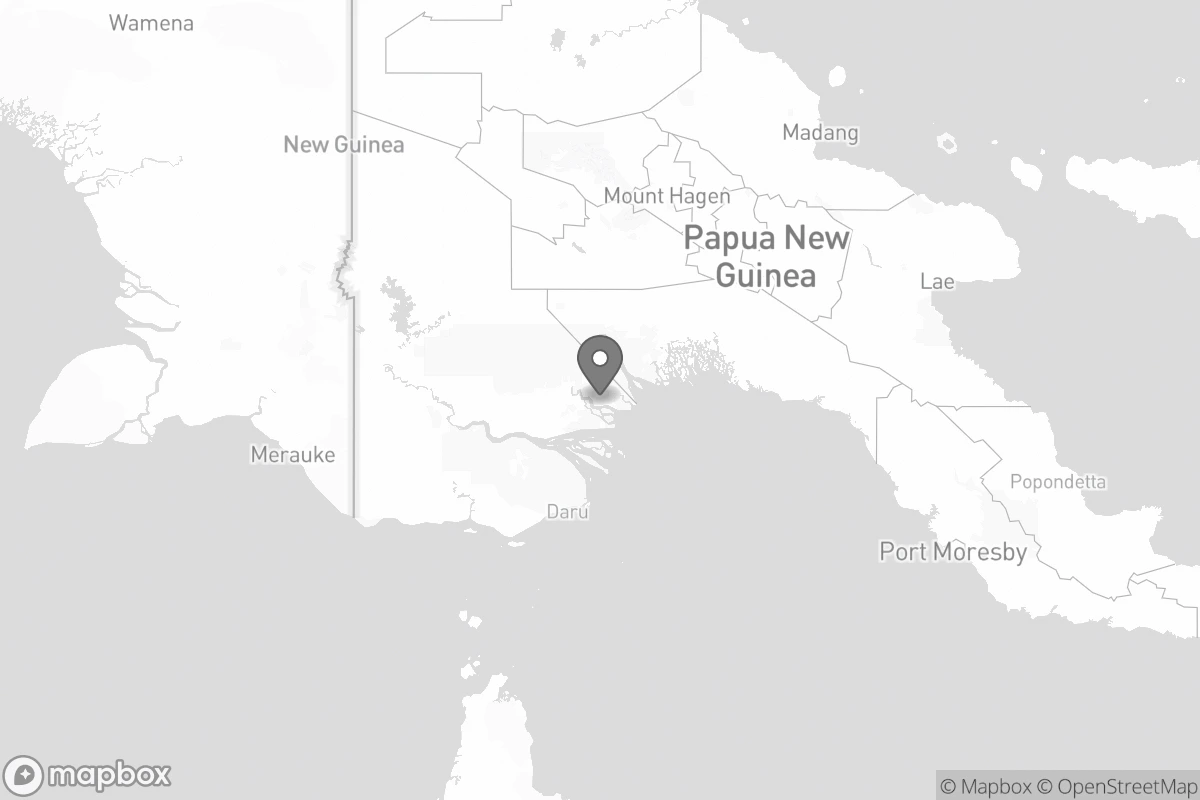 Wamena
Madang
New Guinea
Mount Hagen
Papua New
Guinea
Lae
Merauke
Popondetta
Daru
Port Moresby
mapbox
© Mapbox © OpenStreetMap